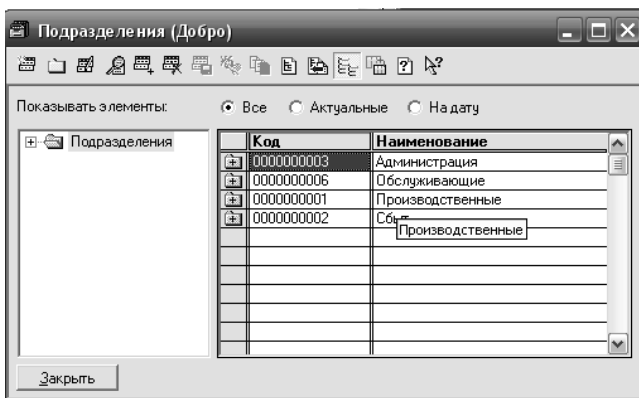 Подразделения (Добро)
Показывать элементы:
Все
Актуальные
На дату
Подразделения
Код Наименование
0000000003 Администрация
0000000006 Обслуживающие
0000000001 Производственные
0000000002
Производственные
Закрыть